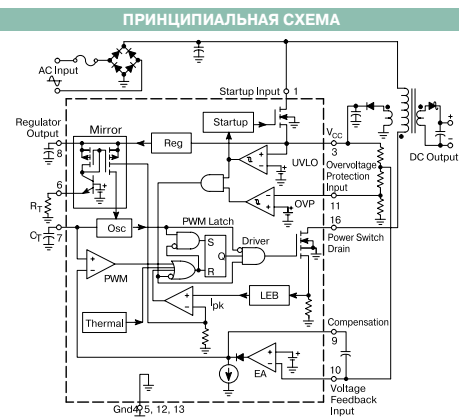 ПРИНЦИПИАЛЬНАЯ СХЕМА
AC Input
Startup Input 1
Regulator
Output
8
Mirror
Startup
Reg
VCC
3
UVLO
DC Output
Overvoltage
Protection
Input
11
OVP
6
RT
16
Osc
PWM Latch
Driver
CT
7
S
Q
R
Power Switch
Drain
PWM
Ipk
LEB
Thermal
Compensation
9
EA
10
Voltage
Feedback
Input
Gnd4, 5, 12, 13